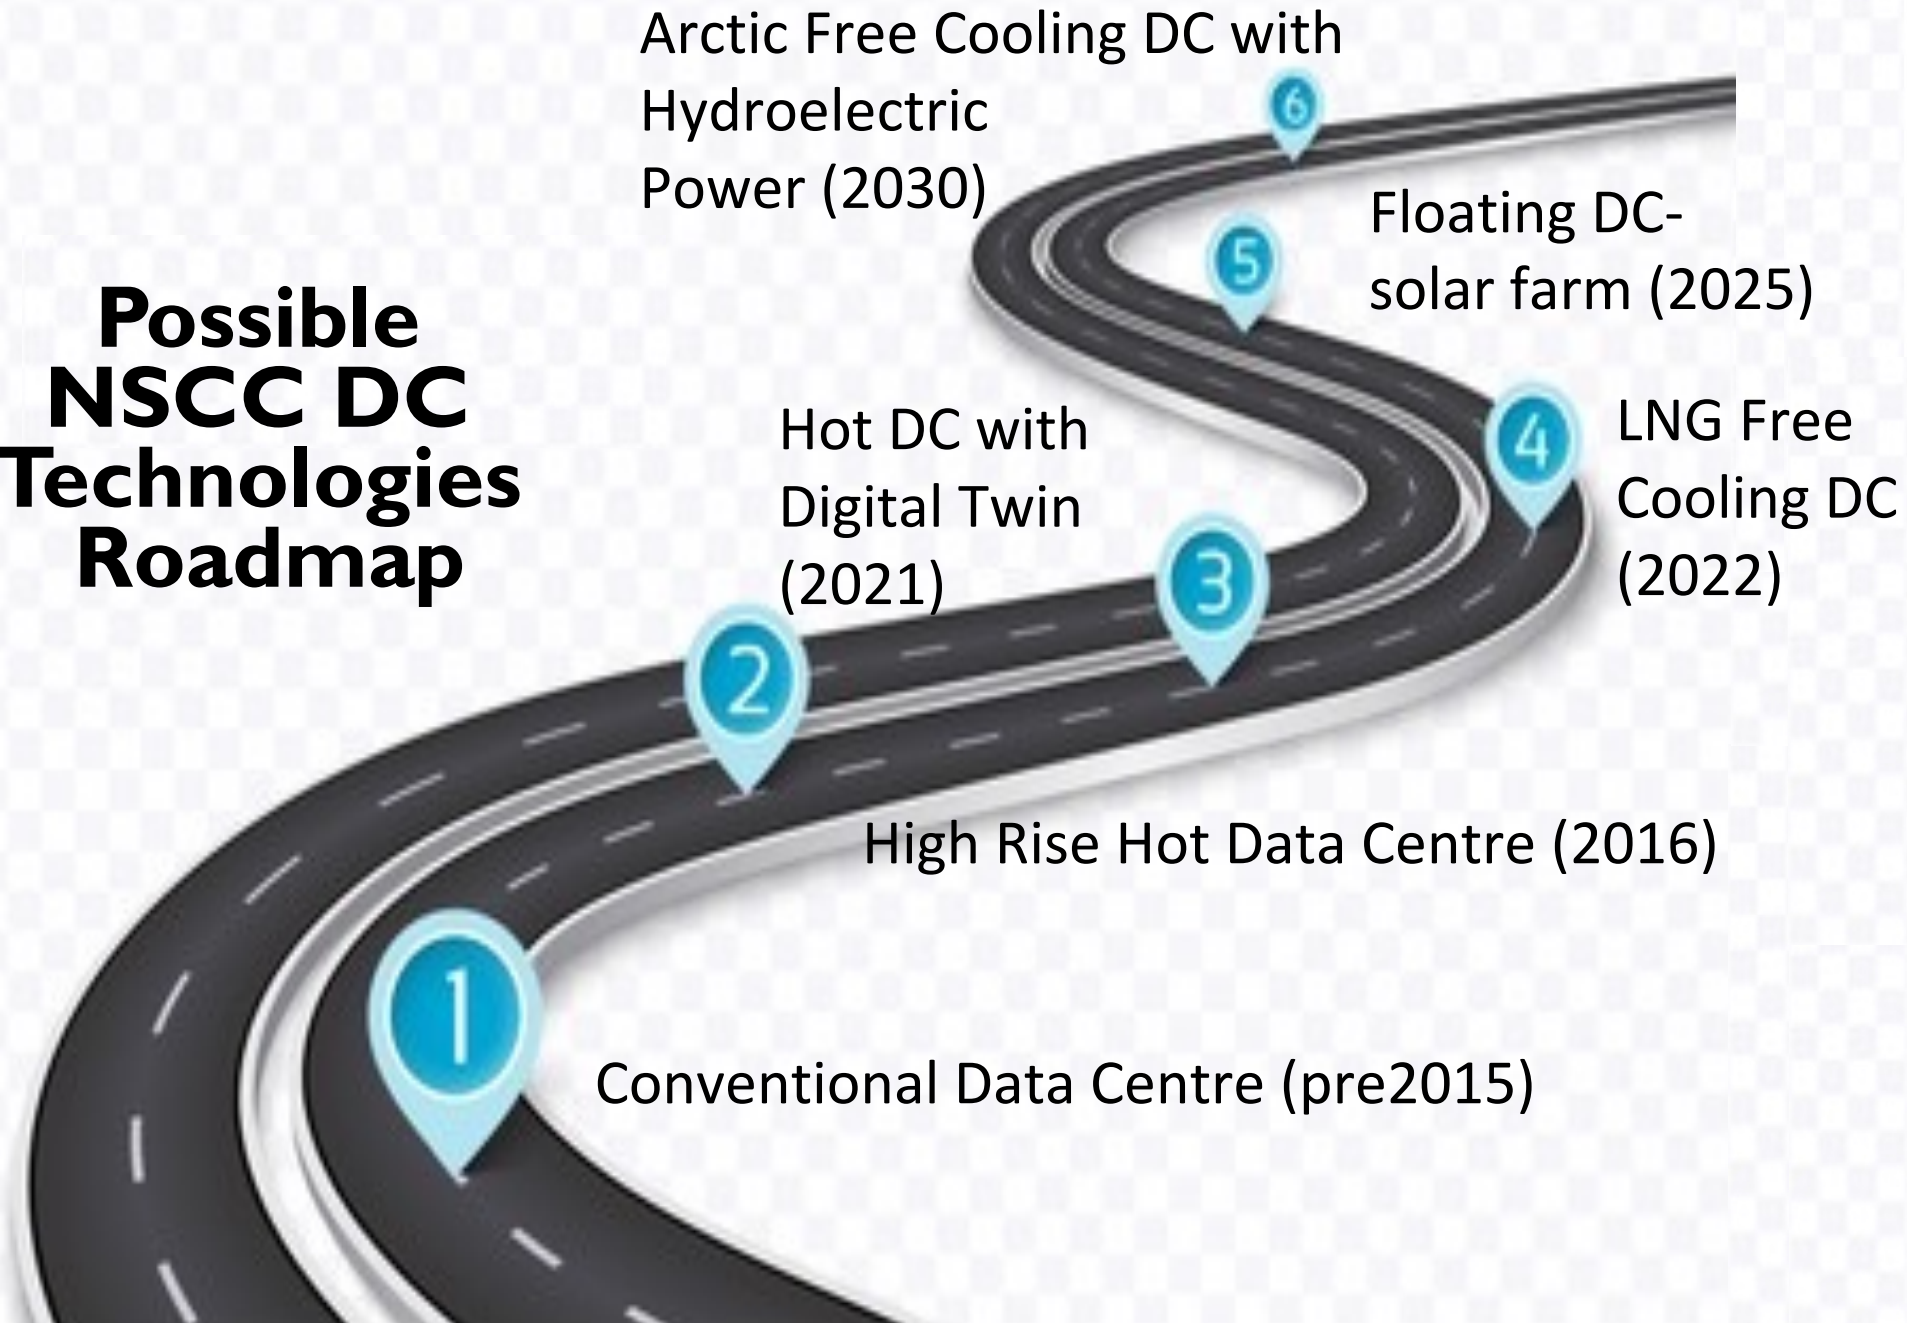 Arctic Free Cooling DC with
Hydroelectric
Power (2030)
6
Floating DC-
solar farm (2025)
5
Possible
NSCC DC
Technologies
Roadmap
LNG Free
Cooling DC
(2022)
4
Hot DC with
Digital Twin
(2021)
3
2
High Rise Hot Data Centre (2016)
1
Conventional Data Centre (pre2015)